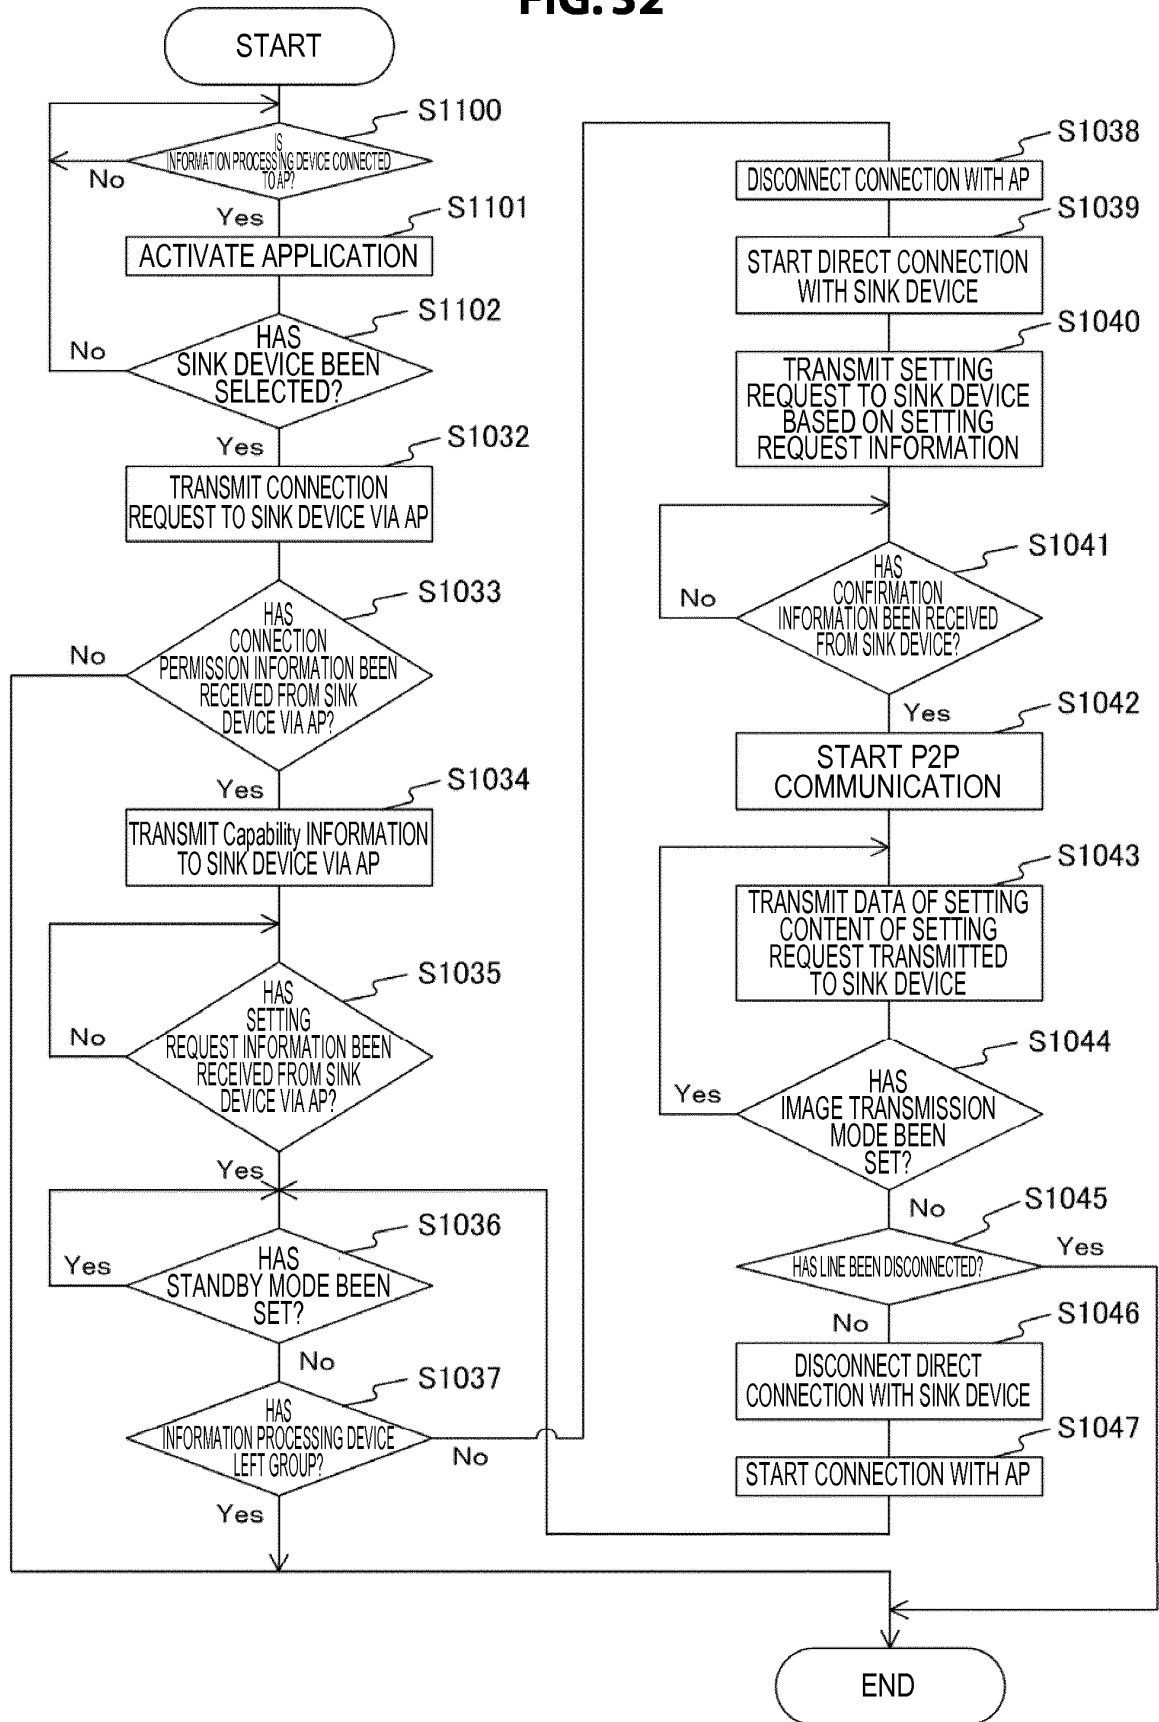 FIG. 32
START
S1100
IS
INFORMATION PROCESSING DEVICE CONNECTED
TO AP?
No
Yes
S1101
ACTIVATE APPLICATION
S1102
HAS
SINK DEVICE BEEN
SELECTED?
No
Yes
S1032
TRANSMIT CONNECTION
REQUEST TO SINK DEVICE VIA AP
S1033
HAS
CONNECTION
PERMISSION INFORMATION BEEN
RECEIVED FROM SINK
DEVICE VIA AP?
No
Yes
S1034
TRANSMIT Capability INFORMATION
TO SINK DEVICE VIA AP
S1035
HAS
SETTING
REQUEST INFORMATION BEEN
RECEIVED FROM SINK
DEVICE VIA AP?
No
Yes
S1036
HAS
STANDBY MODE BEEN
SET?
Yes
No
S1037
HAS
INFORMATION PROCESSING DEVICE
LEFT GROUP?
No
Yes
S1038
DISCONNECT CONNECTION WITH AP
S1039
START DIRECT CONNECTION
WITH SINK DEVICE
S1040
TRANSMIT SETTING
REQUEST TO SINK DEVICE
BASED ON SETTING
REQUEST INFORMATION
S1041
HAS
CONFIRMATION
INFORMATION BEEN RECEIVED
FROM SINK DEVICE?
No
Yes
S1042
START P2P
COMMUNICATION
S1043
TRANSMIT DATA OF SETTING
CONTENT OF SETTING
REQUEST TRANSMITTED
TO SINK DEVICE
S1044
HAS
IMAGE TRANSMISSION
MODE BEEN
SET?
Yes
No
S1045
HAS LINE BEEN DISCONNECTED?
Yes
No
S1046
DISCONNECT DIRECT
CONNECTION WITH SINK DEVICE
S1047
START CONNECTION WITH AP
END